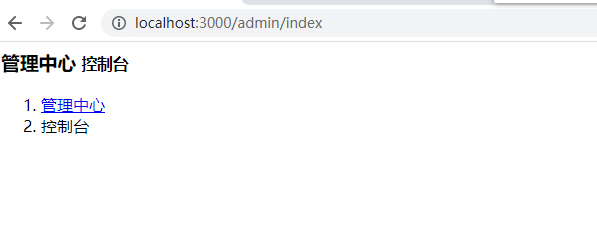 localhost:3000/admin/index
管理中心 控制台
1. 管理中心
2. 控制台